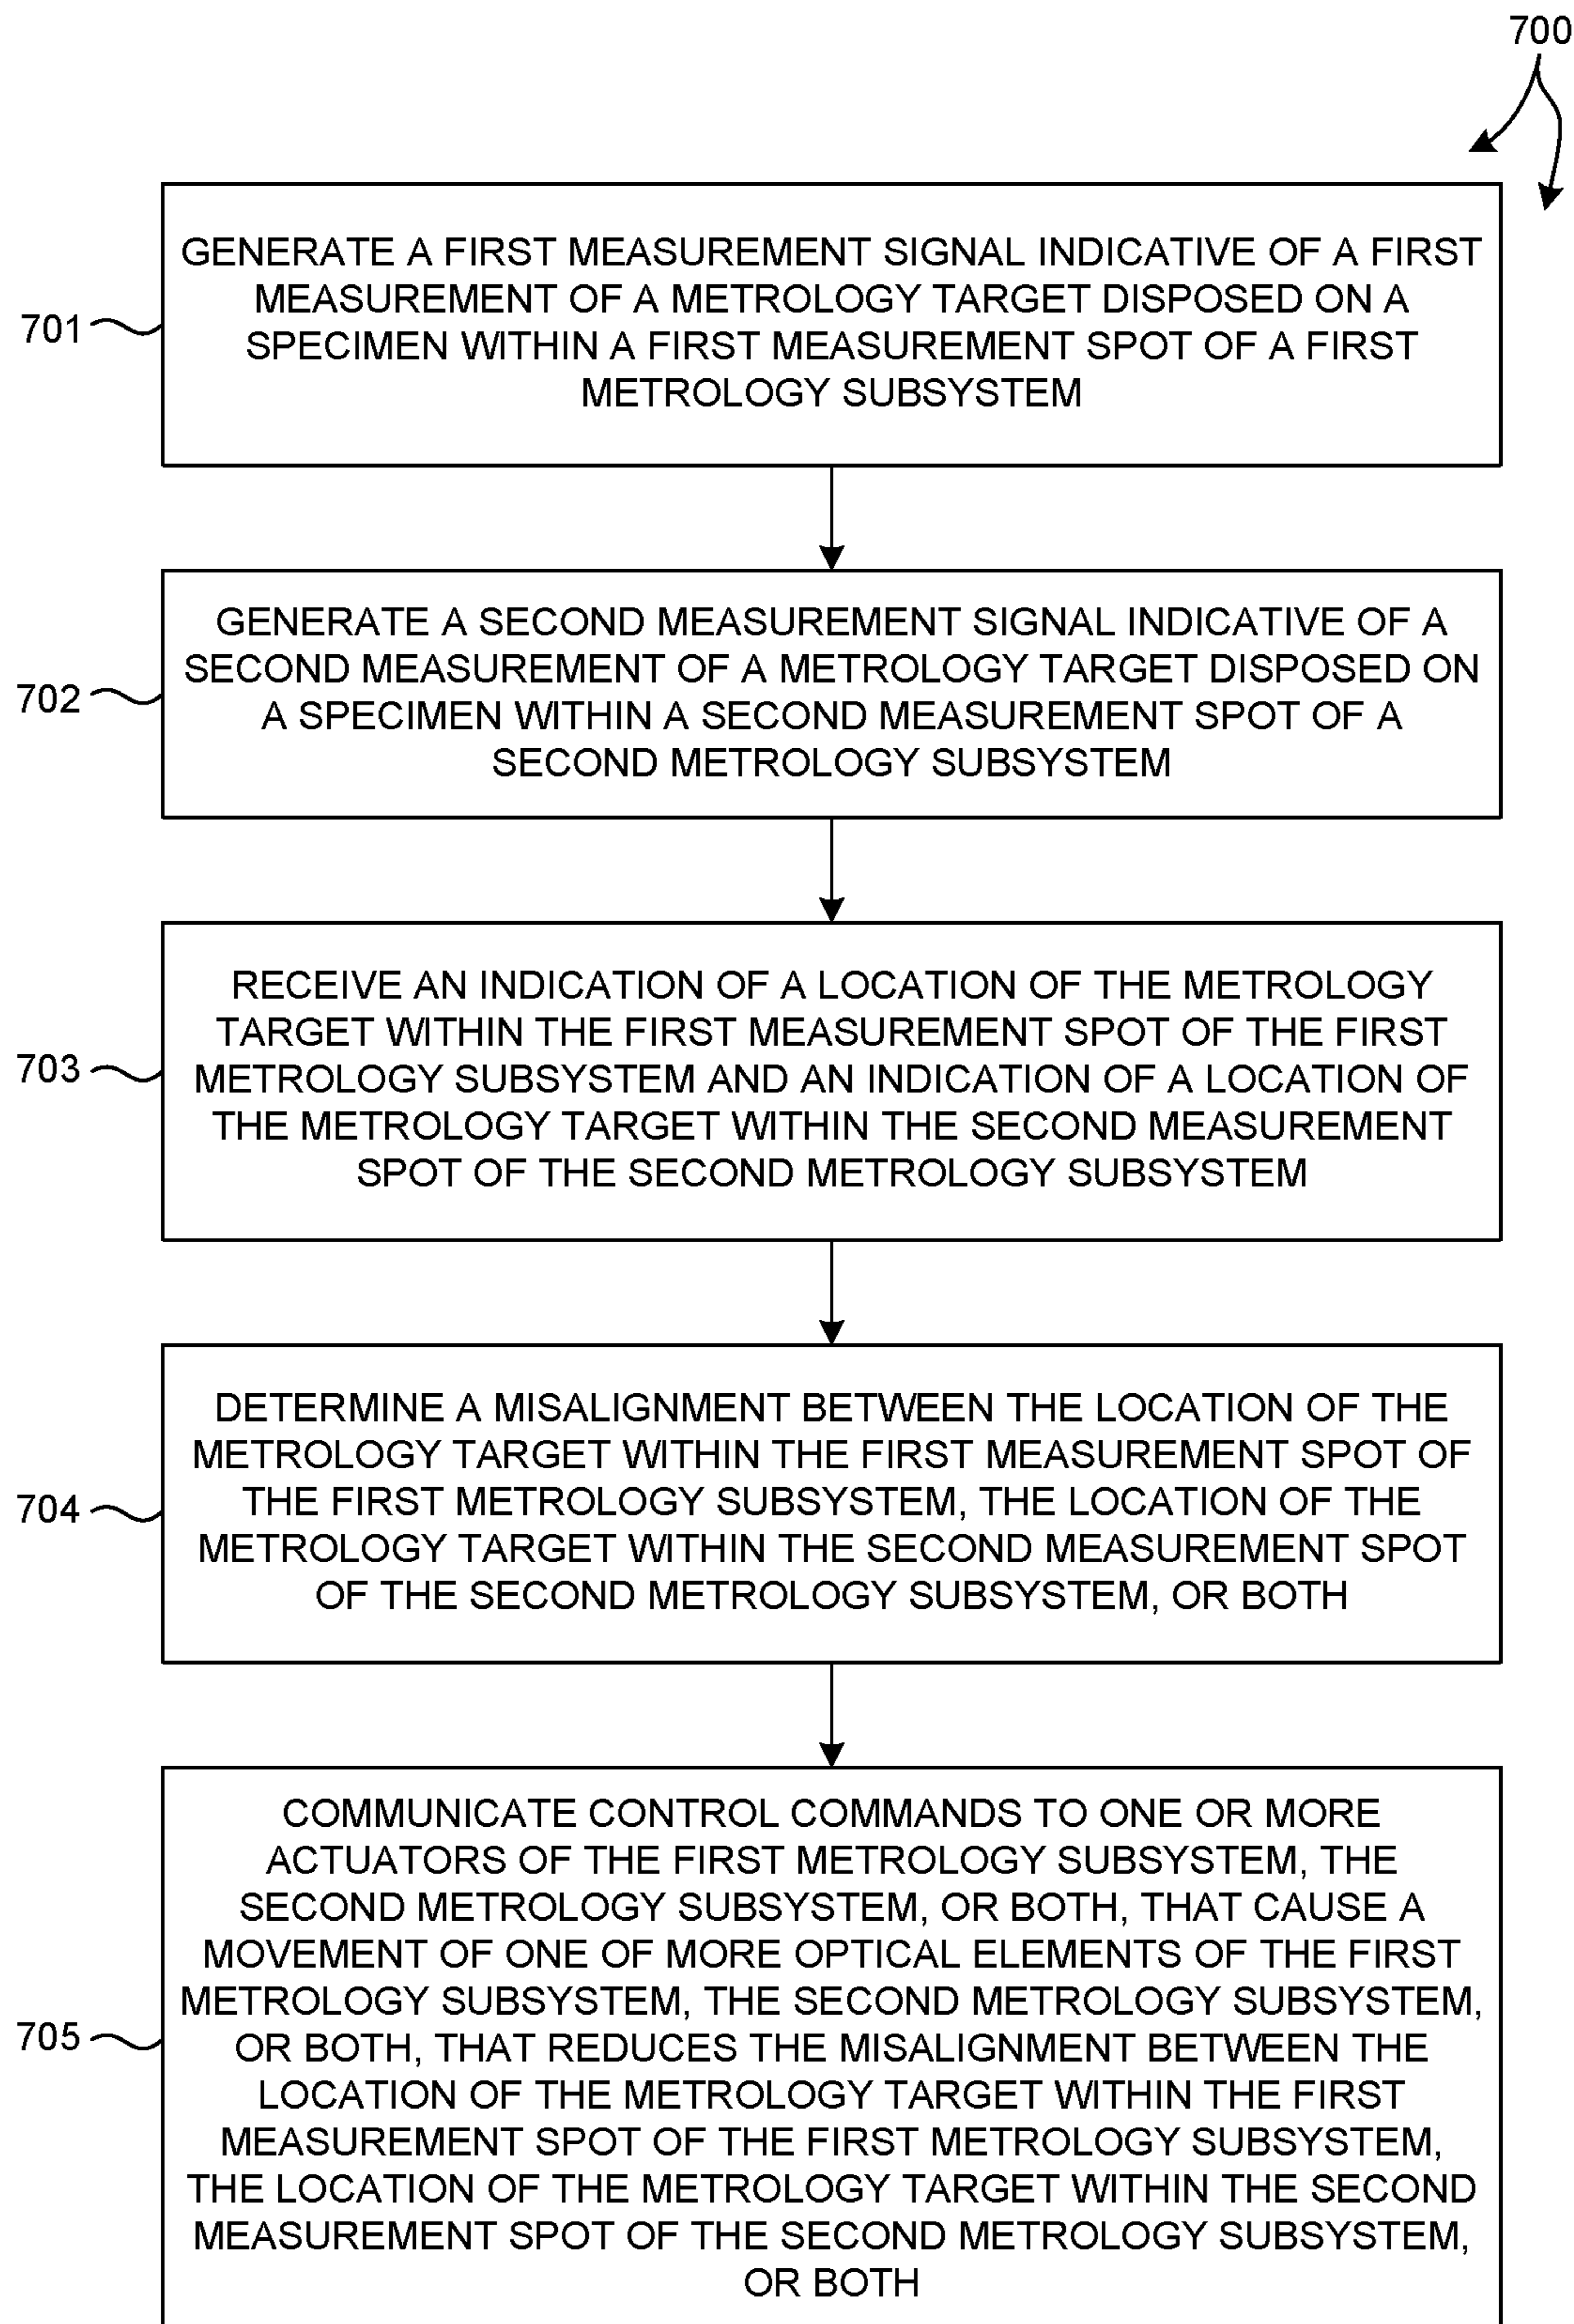 700
701
GENERATE A FIRST MEASUREMENT SIGNAL INDICATIVE OF A FIRST
MEASUREMENT OF A METROLOGY TARGET DISPOSED ON A
SPECIMEN WITHIN A FIRST MEASUREMENT SPOT OF A FIRST
METROLOGY SUBSYSTEM
702
GENERATE A SECOND MEASUREMENT SIGNAL INDICATIVE OF A
SECOND MEASUREMENT OF A METROLOGY TARGET DISPOSED ON
A SPECIMEN WITHIN A SECOND MEASUREMENT SPOT OF A
SECOND METROLOGY SUBSYSTEM
703
RECEIVE AN INDICATION OF A LOCATION OF THE METROLOGY
TARGET WITHIN THE FIRST MEASUREMENT SPOT OF THE FIRST
METROLOGY SUBSYSTEM AND AN INDICATION OF A LOCATION OF
THE METROLOGY TARGET WITHIN THE SECOND MEASUREMENT
SPOT OF THE SECOND METROLOGY SUBSYSTEM
704
DETERMINE A MISALIGNMENT BETWEEN THE LOCATION OF THE
METROLOGY TARGET WITHIN THE FIRST MEASUREMENT SPOT OF
THE FIRST METROLOGY SUBSYSTEM, THE LOCATION OF THE
METROLOGY TARGET WITHIN THE SECOND MEASUREMENT SPOT
OF THE SECOND METROLOGY SUBSYSTEM, OR BOTH
705
COMMUNICATE CONTROL COMMANDS TO ONE OR MORE
ACTUATORS OF THE FIRST METROLOGY SUBSYSTEM, THE
SECOND METROLOGY SUBSYSTEM, OR BOTH, THAT CAUSE A
MOVEMENT OF ONE OF MORE OPTICAL ELEMENTS OF THE FIRST
METROLOGY SUBSYSTEM, THE SECOND METROLOGY SUBSYSTEM,
OR BOTH, THAT REDUCES THE MISALIGNMENT BETWEEN THE
LOCATION OF THE METROLOGY TARGET WITHIN THE FIRST
MEASUREMENT SPOT OF THE FIRST METROLOGY SUBSYSTEM,
THE LOCATION OF THE METROLOGY TARGET WITHIN THE SECOND
MEASUREMENT SPOT OF THE SECOND METROLOGY SUBSYSTEM,
OR BOTH